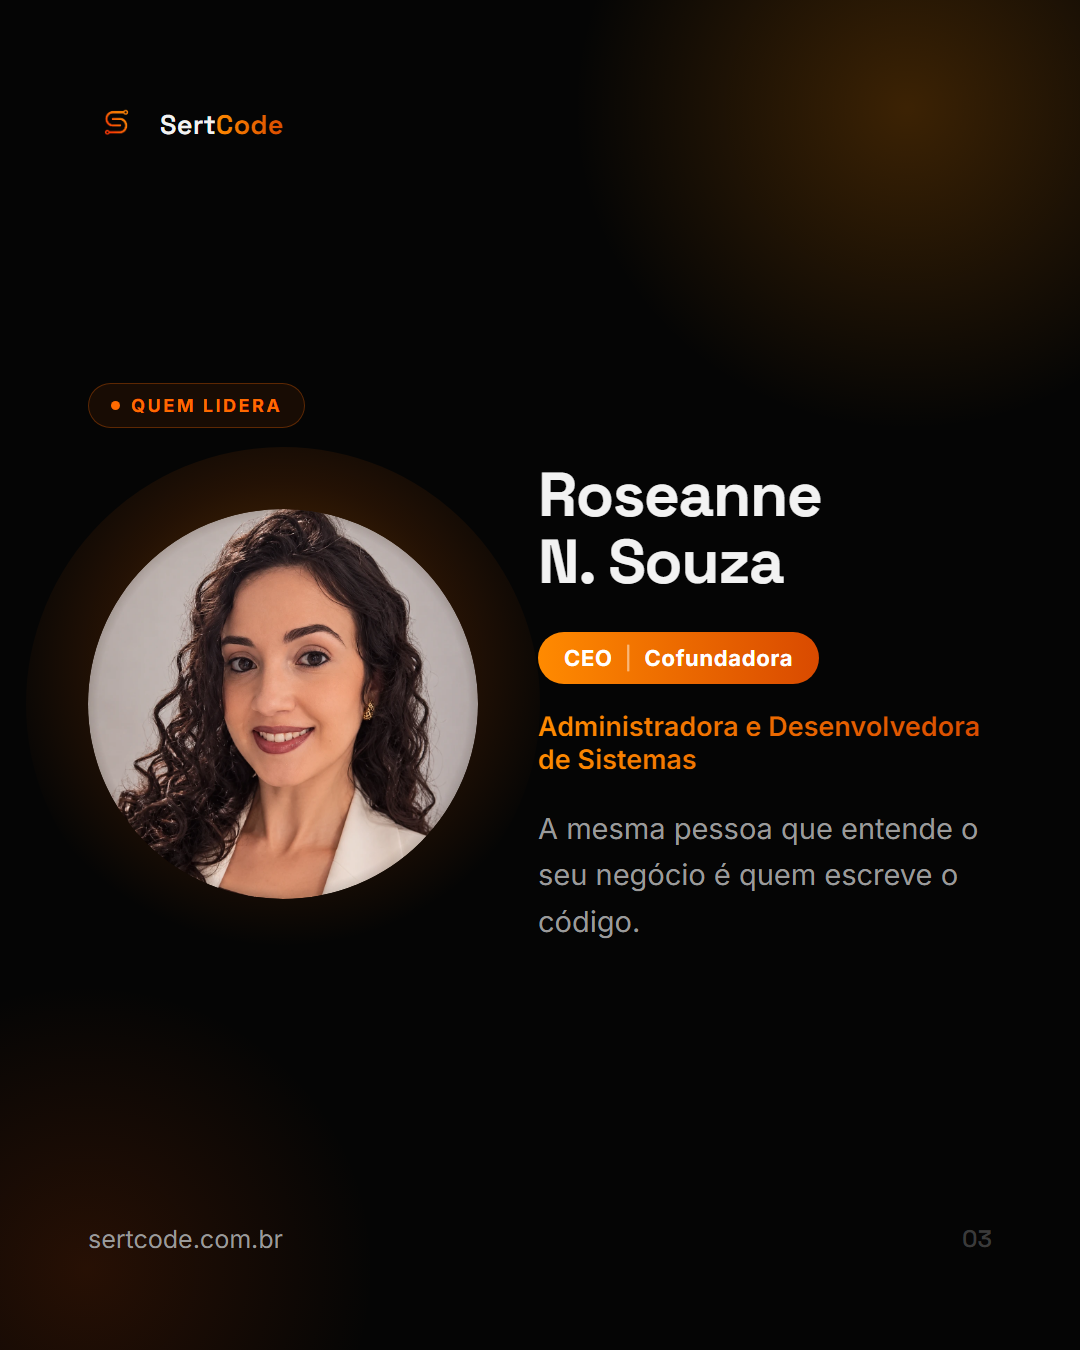 SertCode
QUEM LIDERA
Roseanne
N. Souza
CEO | Cofundadora
Administradora e Desenvolvedora
de Sistemas
A mesma pessoa que entende o
seu negócio é quem escreve o
código.
sertcode.com.br
03